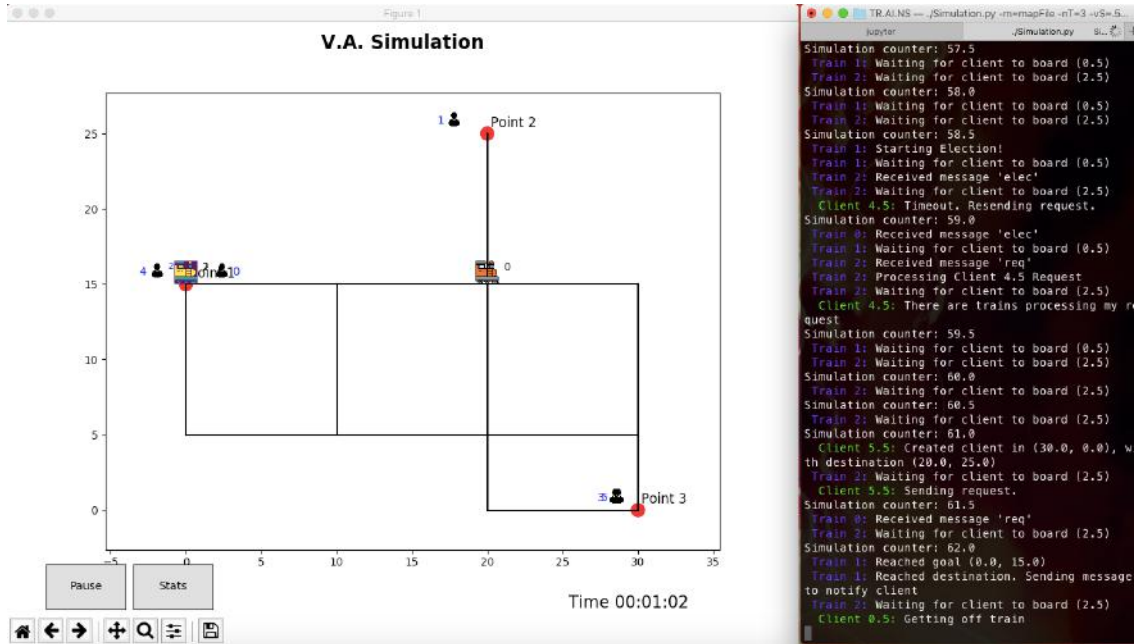 Figure 1
V.A. Simulation
25
20
15
10
5
0
-5
0
5
10
15
20
25
30
35
1
Point 2
4
0
0
Point 3
Pause
Stats
Time 00:01:02
TR.AI.NS — ./Simulation.py -m=mapFile -nT=3 -vS=.5...
jupyter
./Simulation.py
Simulation counter: 57.5
Train 1: Waiting for client to board (0.5)
Train 2: Waiting for client to board (2.5)
Simulation counter: 58.0
Train 1: Waiting for client to board (0.5)
Train 2: Waiting for client to board (2.5)
Simulation counter: 58.5
Train 1: Starting Election!
Train 1: Waiting for client to board (0.5)
Train 2: Received message 'elec'
Train 2: Waiting for client to board (2.5)
Client 4.5: Timeout. Resending request.
Simulation counter: 59.0
Train 0: Received message 'elec'
Train 1: Waiting for client to board (0.5)
Train 2: Received message 'req'
Train 2: Processing Client 4.5 Request
Train 2: Waiting for client to board (2.5)
Client 4.5: There are trains processing my re
quest
Simulation counter: 59.5
Train 1: Waiting for client to board (0.5)
Train 2: Waiting for client to board (2.5)
Simulation counter: 60.0
Train 2: Waiting for client to board (2.5)
Simulation counter: 60.5
Train 2: Waiting for client to board (2.5)
Simulation counter: 61.0
Client 5.5: Created client in (30.0, 0.0), wi
th destination (20.0, 25.0)
Train 2: Waiting for client to board (2.5)
Client 5.5: Sending request.
Simulation counter: 61.5
Train 0: Received message 'req'
Train 2: Waiting for client to board (2.5)
Simulation counter: 62.0
Train 1: Reached goal (0.0, 15.0)
Train 1: Reached destination. Sending message
to notify client
Train 2: Waiting for client to board (2.5)
Client 0.5: Getting off train